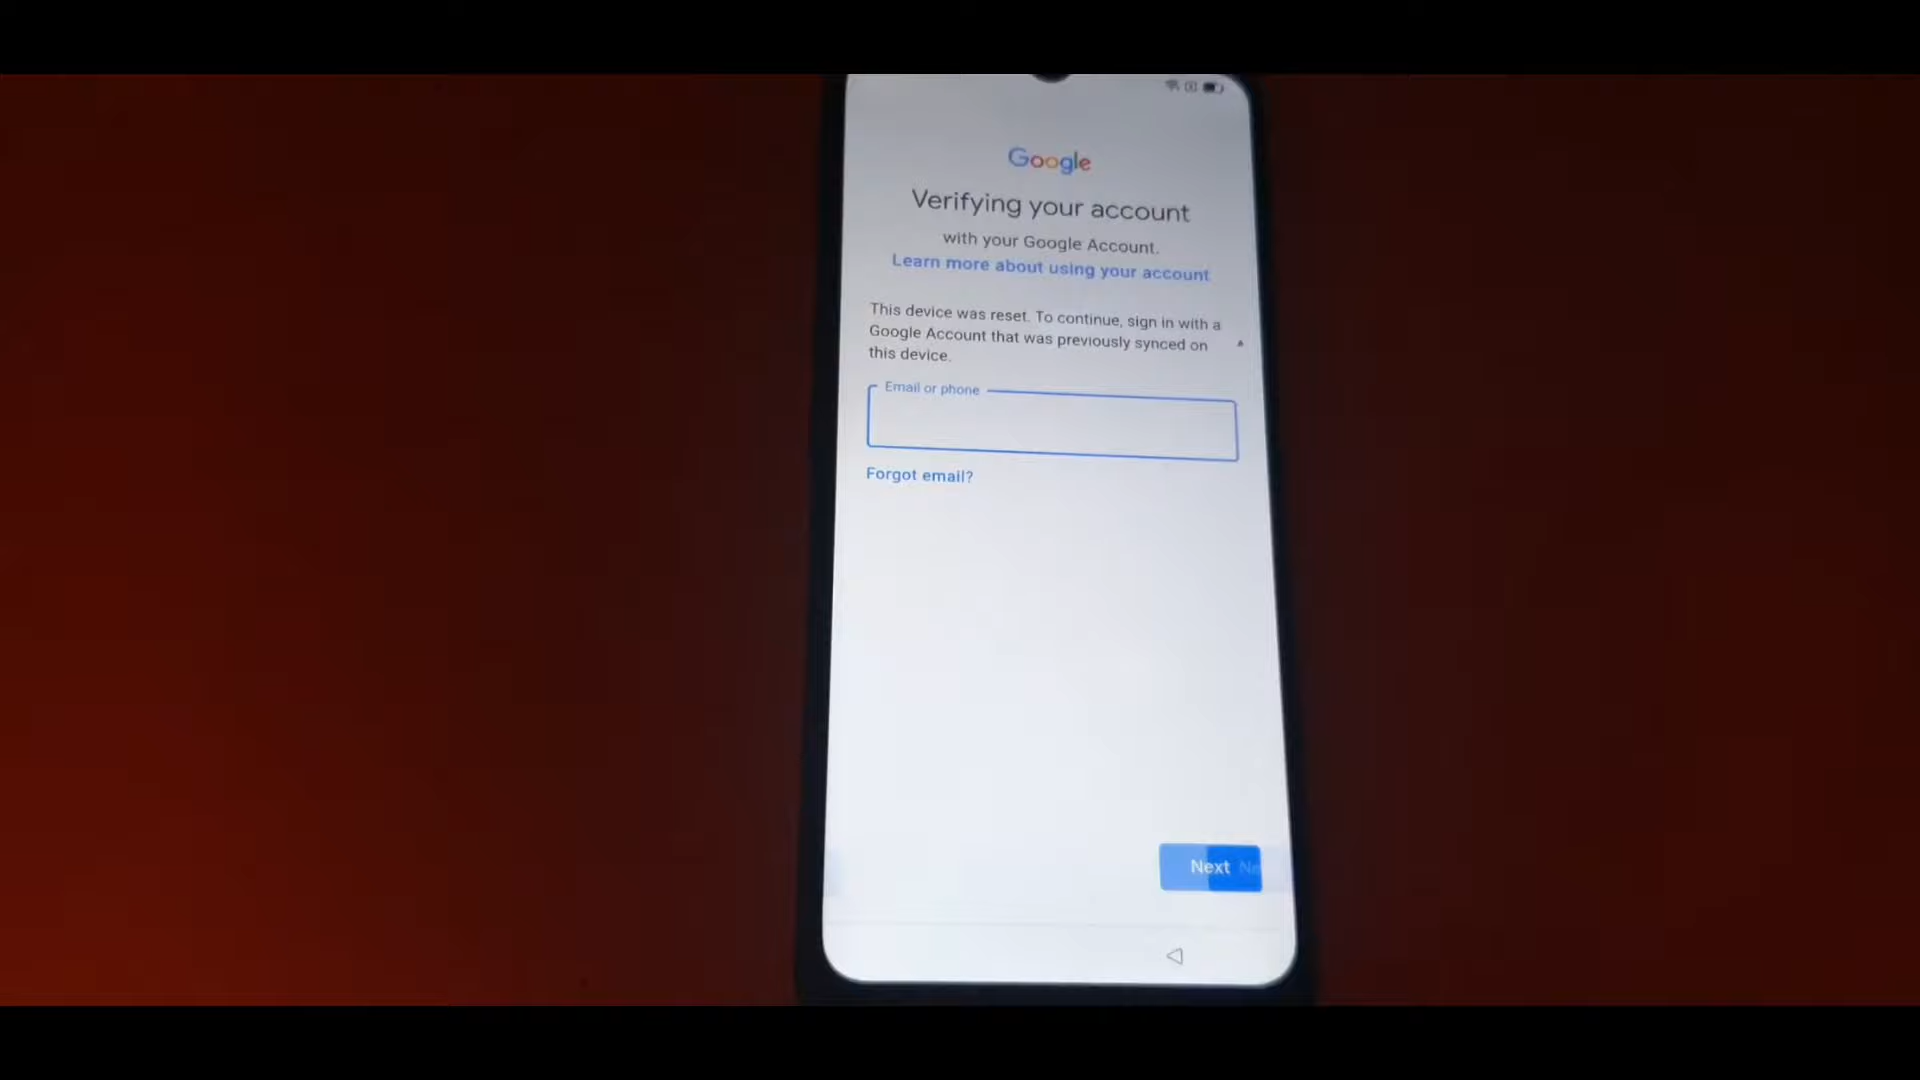 Google
Verifying your account
with your Google Account.
Learn more about using your account
This device was reset. To continue, sign in with a
Google Account that was previously synced on
this device.
Email or phone
Forgot email?
Next Ne